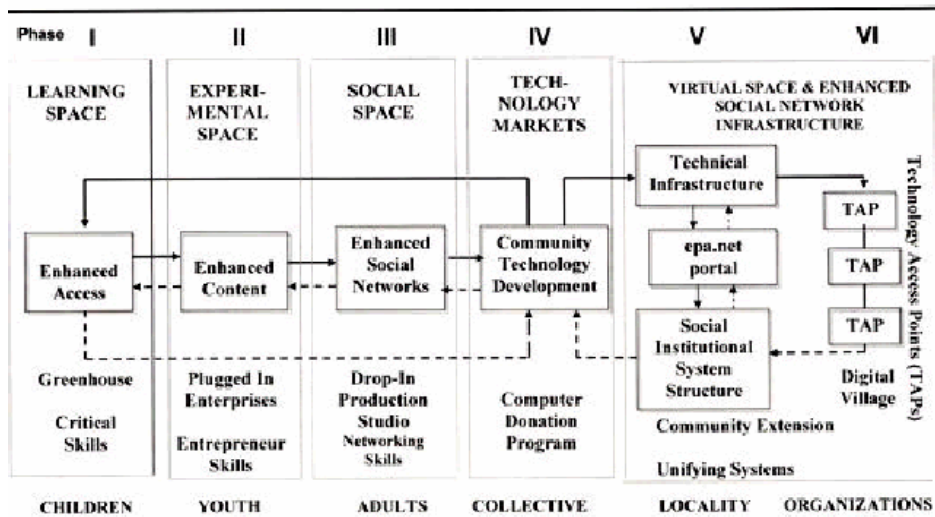 Phase I II III IV V VI
LEARNING
SPACE
EXPERI-
MENTAL
SPACE
SOCIAL
SPACE
TECH-
NOLOGY
MARKETS
VIRTUAL SPACE & ENHANCED
SOCIAL NETWORK
INFRASTRUCTURE
Enhanced
Access
Enhanced
Content
Enhanced
Social
Networks
Community
Technology
Development
Technical
Infrastructure
epa.net
portal
Social
Institutional
System
Structure
TAP
TAP
TAP
Technology Access Points (TAPs)
Greenhouse
Critical
Skills
Plugged In
Enterprises
Entrepreneur
Skills
Drop-In
Production
Studio
Networking
Skills
Computer
Donation
Program
Community Extension
Unifying Systems
Digital
Village
CHILDREN YOUTH ADULTS COLLECTIVE LOCALITY ORGANIZATIONS